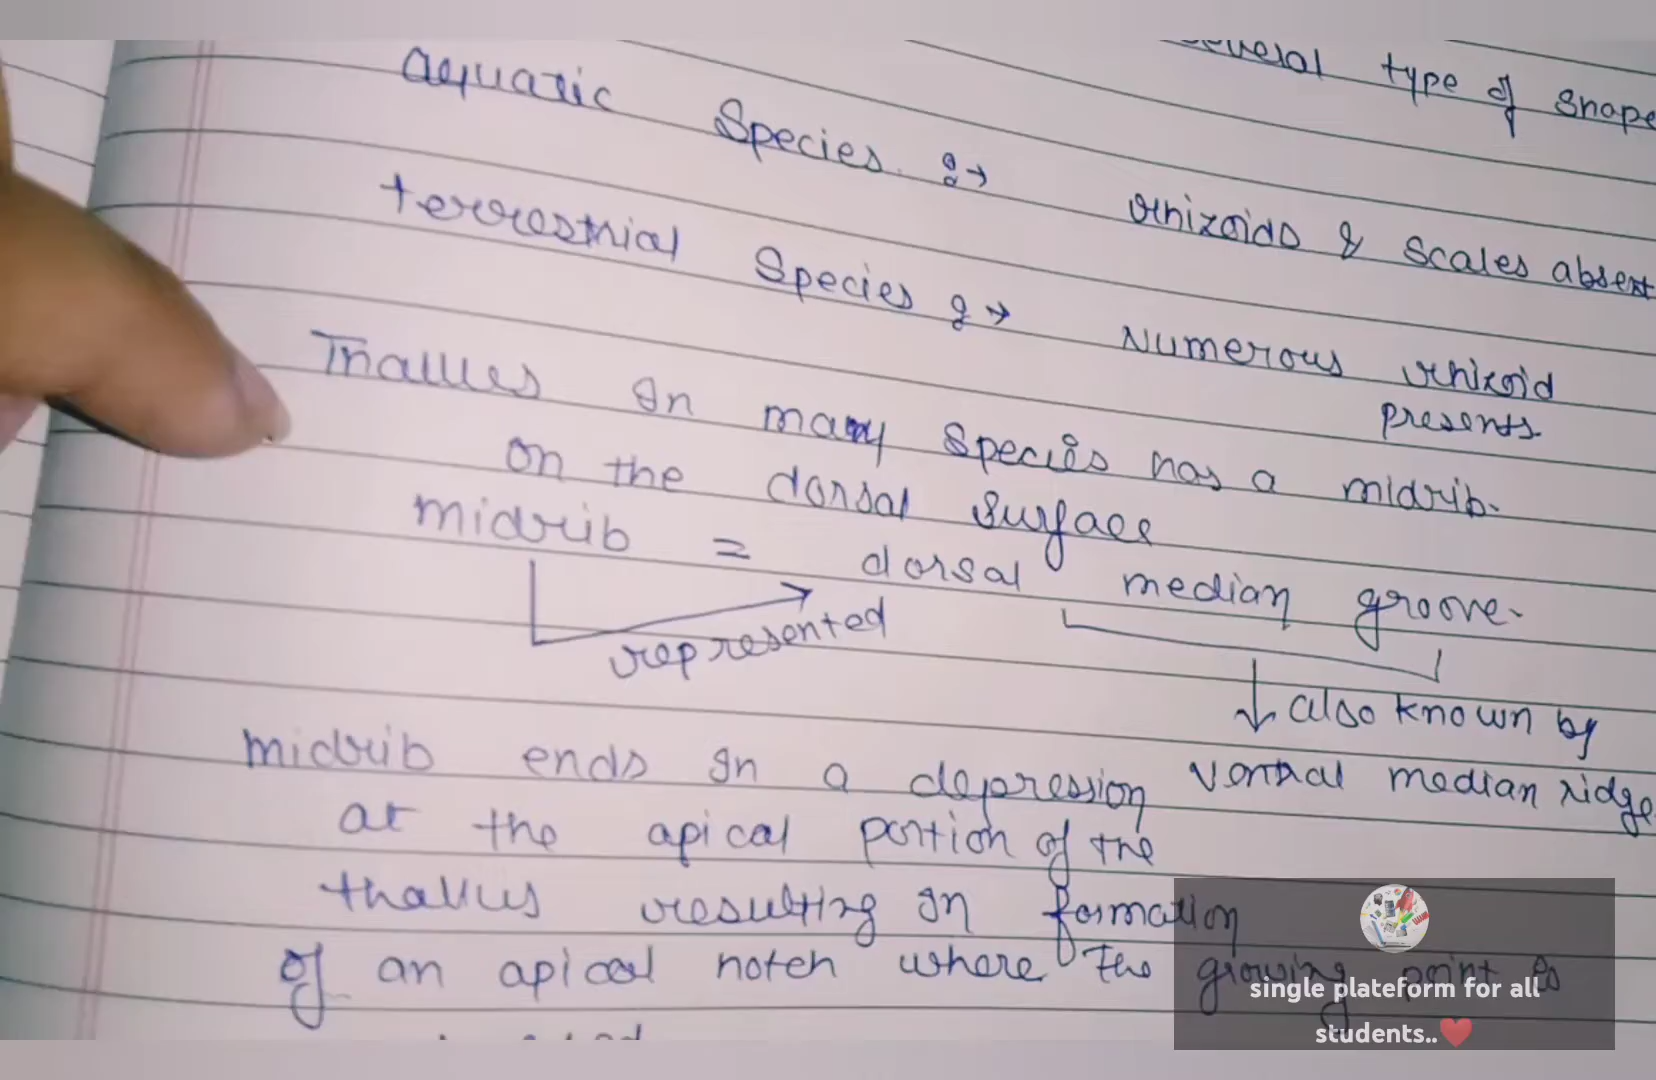 several type of shape
aquatic Species :→ rhizoids & scales absent
terrestrial Species :→ Numerous rhizoid
presents
Thallus In many Species has a midrib.
on the dorsal surface
midrib = dorsal median groove.
represented
also known by
ventral median ridge
midrib ends In a depression
at the apical portion of the
thallus resulting In formation
of an apical notch where the growing point is
single plateform for all
students..❤️